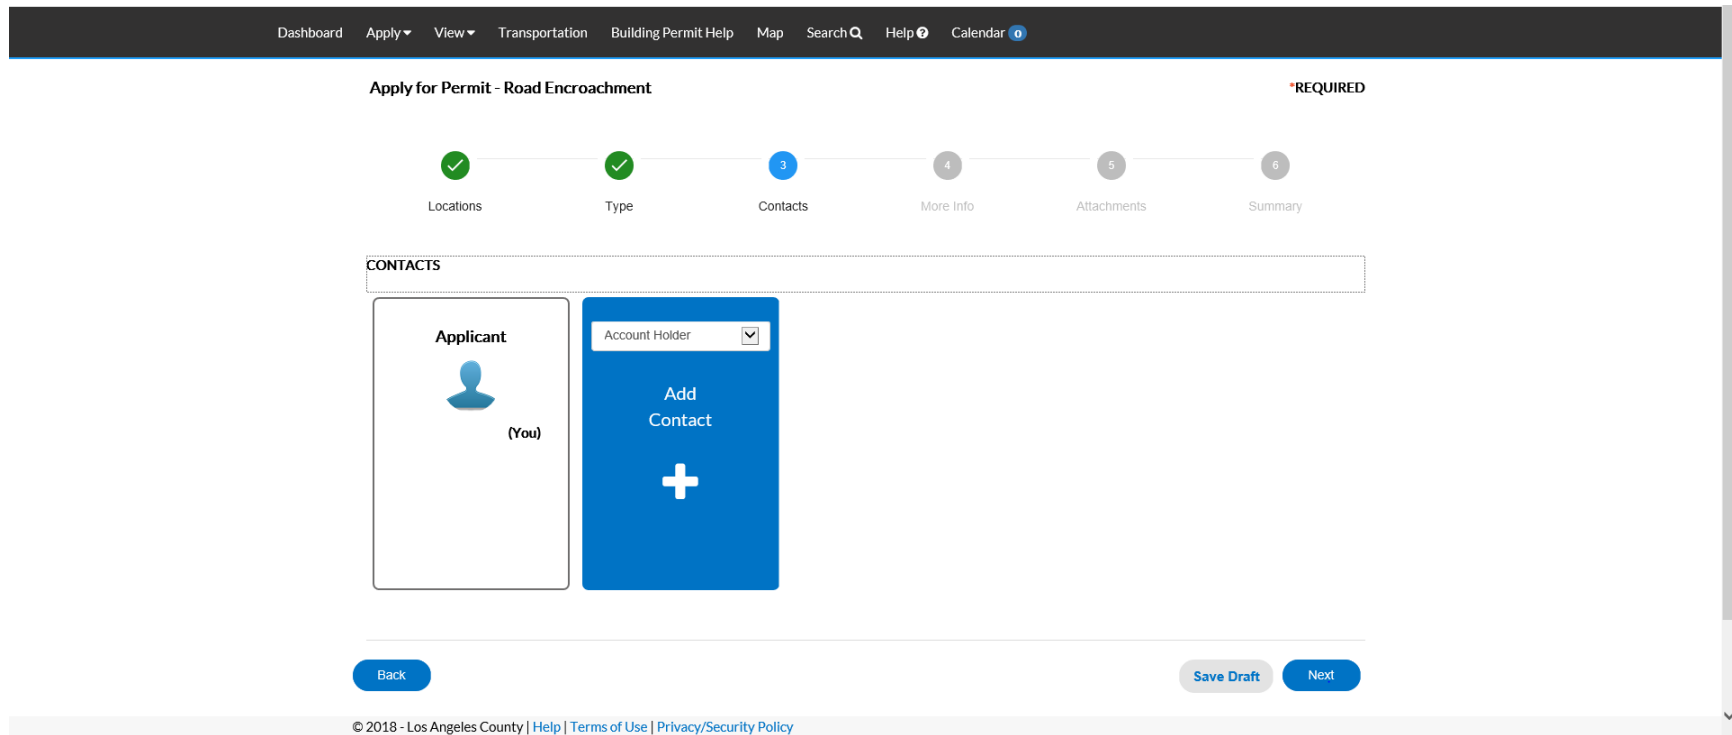 Dashboard Apply View Transportation Building Permit Help Map Search Help Calendar 0
Apply for Permit - Road Encroachment *REQUIRED
3 4 5 6
Locations Type Contacts More Info Attachments Summary
CONTACTS
Applicant
(You)
Account Holder
Add
Contact
Back Save Draft Next
© 2018 - Los Angeles County | Help | Terms of Use | Privacy/Security Policy